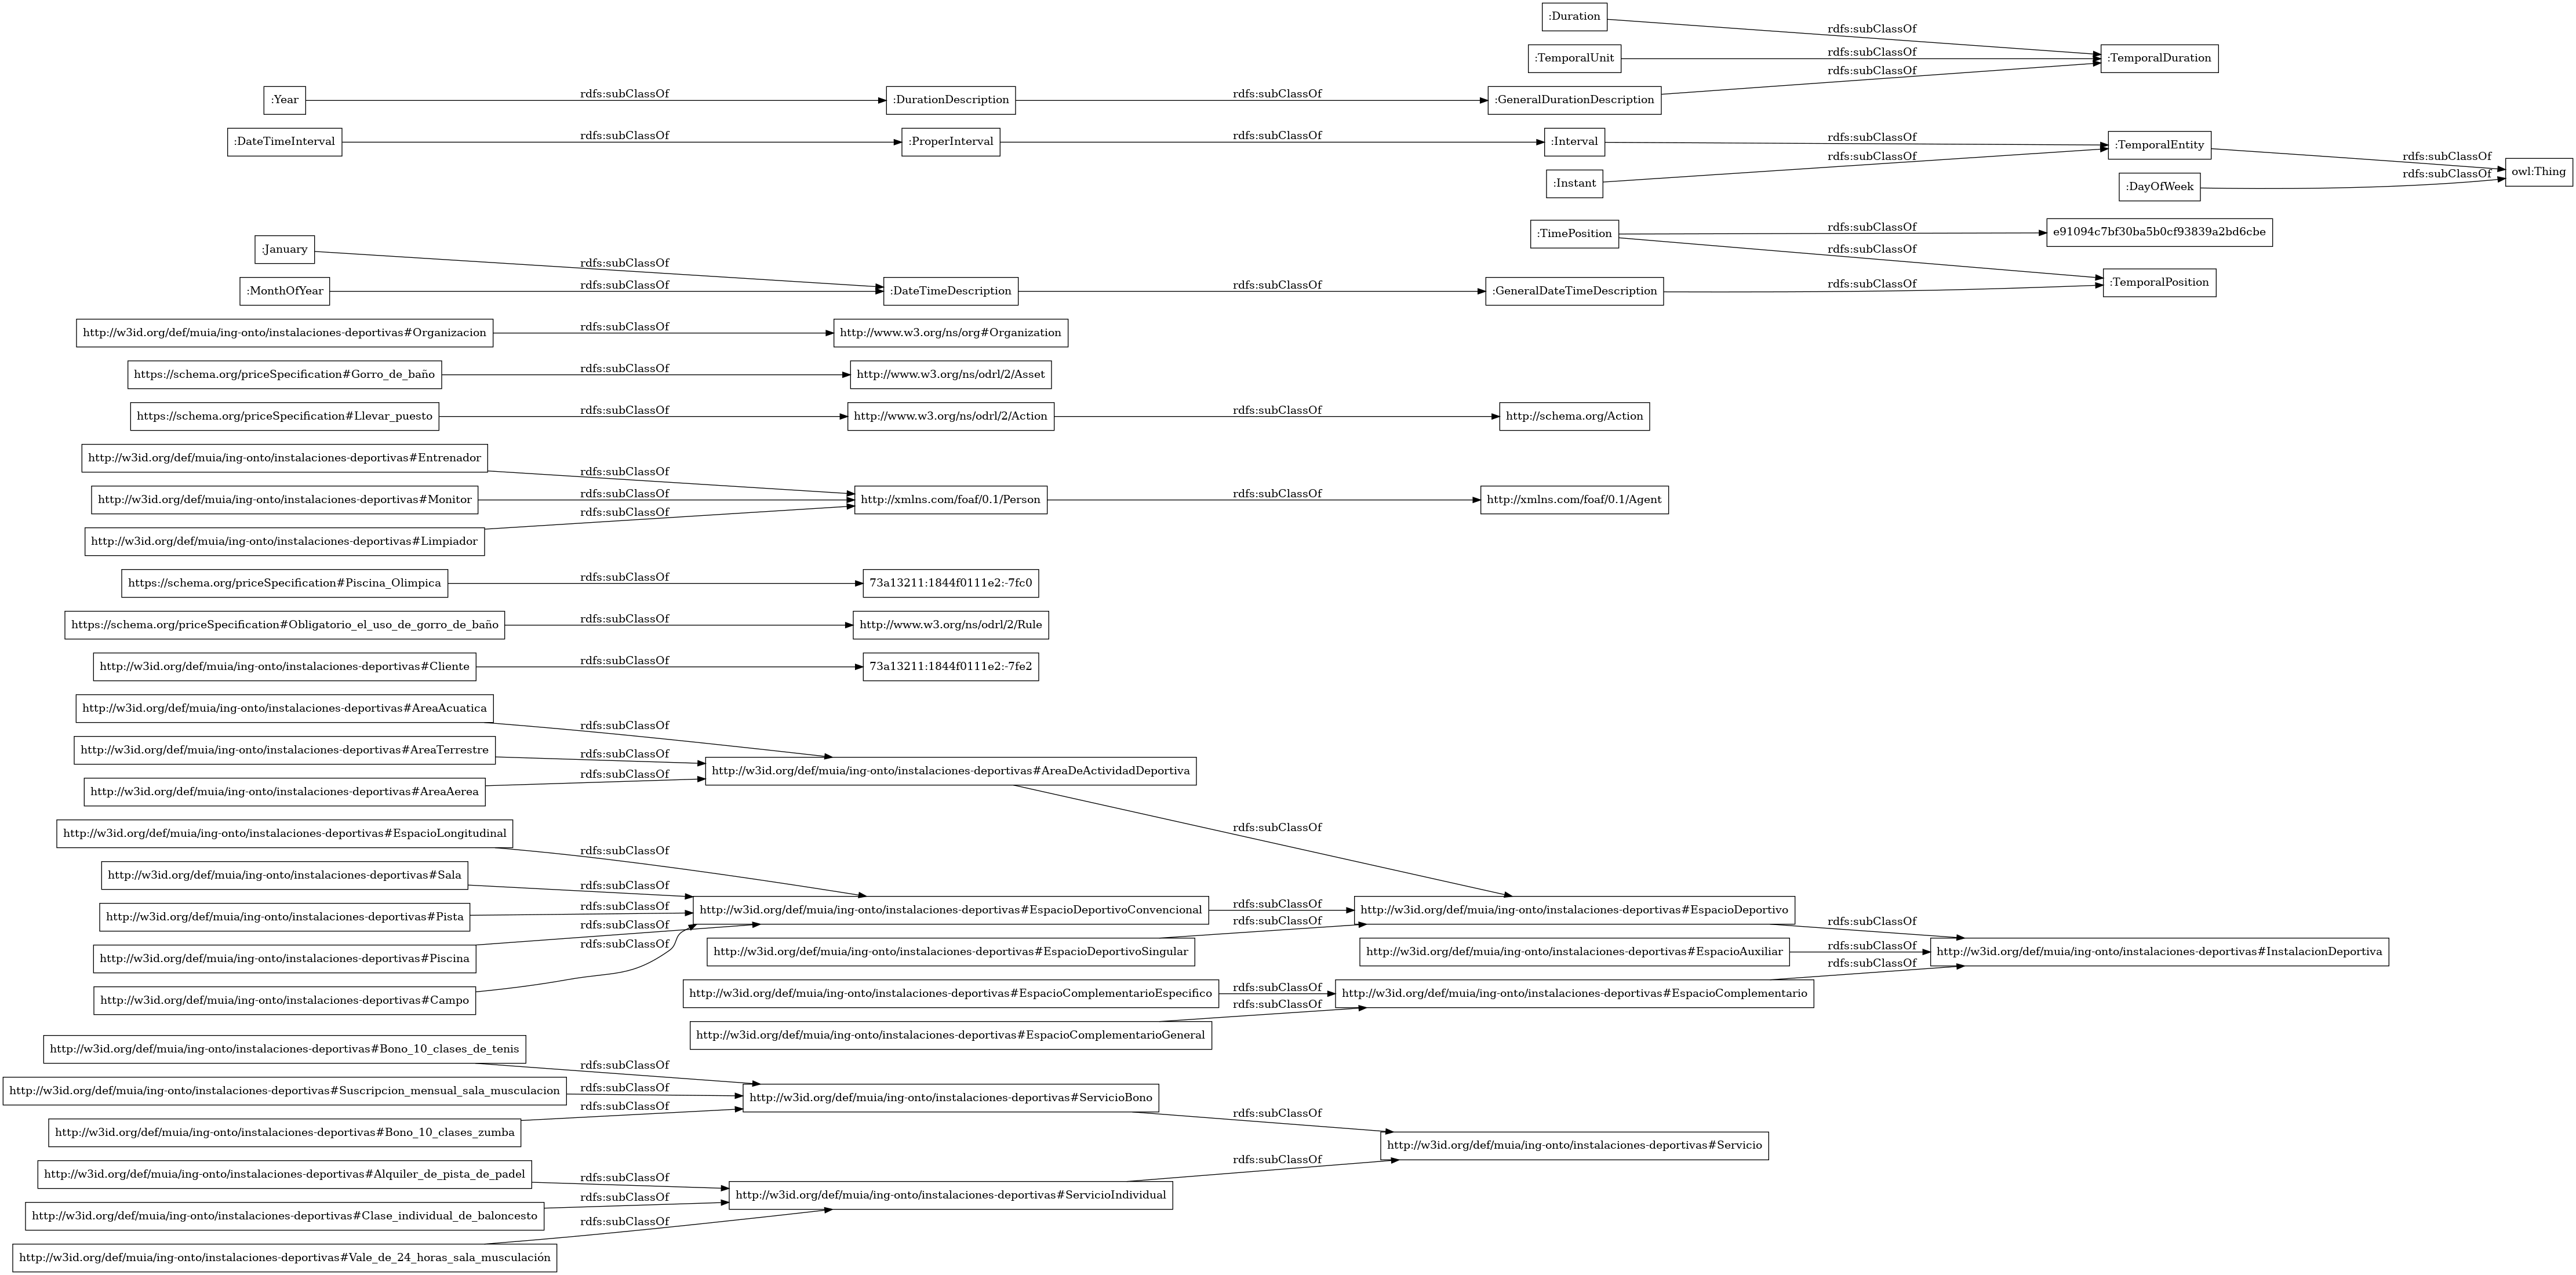 :Duration
rdfs:subClassOf
:TemporalUnit
rdfs:subClassOf
:TemporalDuration
rdfs:subClassOf
:Year
rdfs:subClassOf
:DurationDescription
rdfs:subClassOf
:GeneralDurationDescription
:DateTimeInterval
rdfs:subClassOf
:ProperInterval
rdfs:subClassOf
:Interval
rdfs:subClassOf
:TemporalEntity
rdfs:subClassOf
rdfs:subClassOf
owl:Thing
:Instant
:DayOfWeek
rdfs:subClassOf
:TimePosition
rdfs:subClassOf
e91094c7bf30ba5b0cf93839a2bd6cbe
:January
rdfs:subClassOf
rdfs:subClassOf
:TemporalPosition
:MonthOfYear
rdfs:subClassOf
:DateTimeDescription
rdfs:subClassOf
:GeneralDateTimeDescription
rdfs:subClassOf
http://w3id.org/def/muia/ing-onto/instalaciones-deportivas#Organizacion
rdfs:subClassOf
http://www.w3.org/ns/org#Organization
https://schema.org/priceSpecification#Gorro_de_baño
rdfs:subClassOf
http://www.w3.org/ns/odrl/2/Asset
https://schema.org/priceSpecification#Llevar_puesto
rdfs:subClassOf
http://www.w3.org/ns/odrl/2/Action
rdfs:subClassOf
http://schema.org/Action
http://w3id.org/def/muia/ing-onto/instalaciones-deportivas#Entrenador
rdfs:subClassOf
http://w3id.org/def/muia/ing-onto/instalaciones-deportivas#Monitor
rdfs:subClassOf
http://xmlns.com/foaf/0.1/Person
rdfs:subClassOf
http://xmlns.com/foaf/0.1/Agent
rdfs:subClassOf
http://w3id.org/def/muia/ing-onto/instalaciones-deportivas#Limpiador
https://schema.org/priceSpecification#Piscina_Olimpica
rdfs:subClassOf
73a13211:1844f0111e2:-7fc0
https://schema.org/priceSpecification#Obligatorio_el_uso_de_gorro_de_baño
rdfs:subClassOf
http://www.w3.org/ns/odrl/2/Rule
http://w3id.org/def/muia/ing-onto/instalaciones-deportivas#Cliente
rdfs:subClassOf
73a13211:1844f0111e2:-7fe2
http://w3id.org/def/muia/ing-onto/instalaciones-deportivas#AreaAcuatica
rdfs:subClassOf
http://w3id.org/def/muia/ing-onto/instalaciones-deportivas#AreaTerrestre
rdfs:subClassOf
http://w3id.org/def/muia/ing-onto/instalaciones-deportivas#AreaDeActividadDeportiva
rdfs:subClassOf
http://w3id.org/def/muia/ing-onto/instalaciones-deportivas#AreaAerea
rdfs:subClassOf
http://w3id.org/def/muia/ing-onto/instalaciones-deportivas#EspacioLongitudinal
rdfs:subClassOf
http://w3id.org/def/muia/ing-onto/instalaciones-deportivas#Sala
rdfs:subClassOf
http://w3id.org/def/muia/ing-onto/instalaciones-deportivas#Pista
rdfs:subClassOf
http://w3id.org/def/muia/ing-onto/instalaciones-deportivas#EspacioDeportivoConvencional
rdfs:subClassOf
http://w3id.org/def/muia/ing-onto/instalaciones-deportivas#EspacioDeportivo
rdfs:subClassOf
http://w3id.org/def/muia/ing-onto/instalaciones-deportivas#Piscina
rdfs:subClassOf
rdfs:subClassOf
http://w3id.org/def/muia/ing-onto/instalaciones-deportivas#EspacioDeportivoSingular
rdfs:subClassOf
http://w3id.org/def/muia/ing-onto/instalaciones-deportivas#EspacioAuxiliar
rdfs:subClassOf
http://w3id.org/def/muia/ing-onto/instalaciones-deportivas#InstalacionDeportiva
rdfs:subClassOf
http://w3id.org/def/muia/ing-onto/instalaciones-deportivas#Campo
http://w3id.org/def/muia/ing-onto/instalaciones-deportivas#EspacioComplementarioEspecifico
rdfs:subClassOf
http://w3id.org/def/muia/ing-onto/instalaciones-deportivas#EspacioComplementario
rdfs:subClassOf
http://w3id.org/def/muia/ing-onto/instalaciones-deportivas#EspacioComplementarioGeneral
http://w3id.org/def/muia/ing-onto/instalaciones-deportivas#Bono_10_clases_de_tenis
rdfs:subClassOf
http://w3id.org/def/muia/ing-onto/instalaciones-deportivas#Suscripcion_mensual_sala_musculacion
rdfs:subClassOf
http://w3id.org/def/muia/ing-onto/instalaciones-deportivas#ServicioBono
rdfs:subClassOf
http://w3id.org/def/muia/ing-onto/instalaciones-deportivas#Bono_10_clases_zumba
rdfs:subClassOf
http://w3id.org/def/muia/ing-onto/instalaciones-deportivas#Servicio
http://w3id.org/def/muia/ing-onto/instalaciones-deportivas#Alquiler_de_pista_de_padel
rdfs:subClassOf
rdfs:subClassOf
http://w3id.org/def/muia/ing-onto/instalaciones-deportivas#ServicioIndividual
http://w3id.org/def/muia/ing-onto/instalaciones-deportivas#Clase_individual_de_baloncesto
rdfs:subClassOf
rdfs:subClassOf
http://w3id.org/def/muia/ing-onto/instalaciones-deportivas#Vale_de_24_horas_sala_musculación